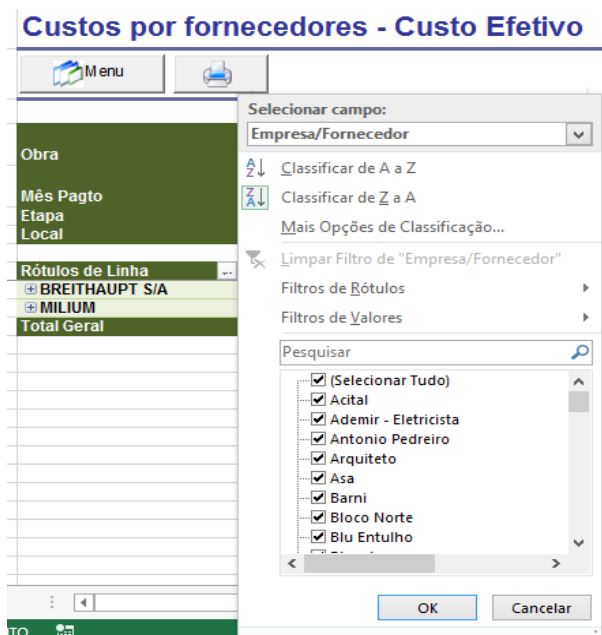 Custos por fornecedores - Custo Efetivo
Menu
Selecionar campo:
Empresa/Fornecedor
Obra
Classificar de A a Z
Mês Pagto
Classificar de Z a A
Etapa
Mais Opções de Classificação...
Local
Limpar Filtro de "Empresa/Fornecedor"
Rótulos de Linha
Filtros de Rótulos
BREITHAUPT S/A
MILIUM
Filtros de Valores
Total Geral
Pesquisar
(Selecionar Tudo)
Acital
Ademir - Eletricista
Antonio Pedreiro
Arquiteto
Asa
Barni
Bloco Norte
Blu Entulho
OK
Cancelar